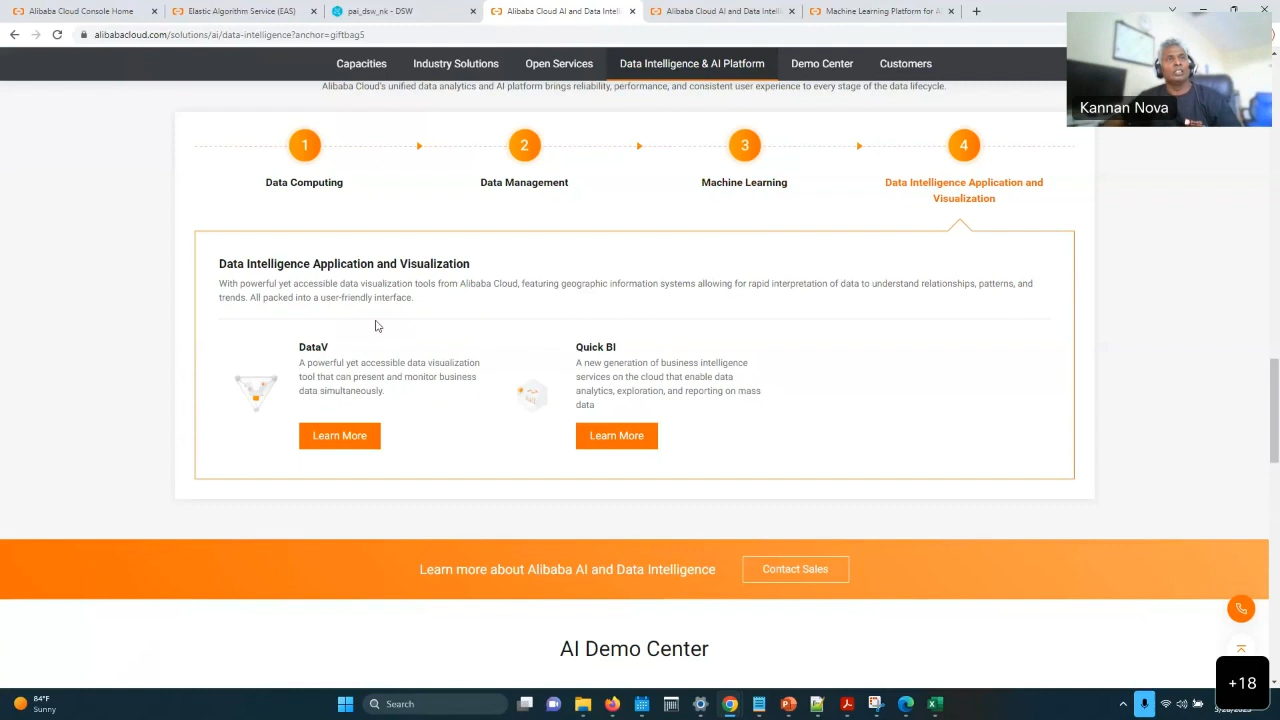 Alibaba Cloud Console Home
Elastic Algorithm Service (EAS)
pai_dsw_nk - DSW
Alibaba Cloud Data Intelligence &
Alibaba Cloud Data Intelligence &
Machine Learning Platform for A
alibabacloud.com/solutions/ai/data-intelligence?anchor=giftbag5
Capabilities
Industry Solutions
Open Services
Data Intelligence & AI Platform
Demo Center
Customers
Kannan Nova
Alibaba Cloud's unified data analytics and AI platform brings reliability, performance, and consistent user experience to every stage of the data lifecycle.
1
2
3
4
Data Computing
Data Management
Machine Learning
Data Intelligence Application and
Visualization
Data Intelligence Application and Visualization
With powerful yet accessible data visualization tools from Alibaba Cloud, featuring geographic information systems allowing for rapid interpretation of data to understand relationships, patterns, and
trends. All packed into a user-friendly interface.
DataV
A powerful yet accessible data visualization
tool that can present and monitor business
data simultaneously.
Learn More
Quick BI
A new generation of business intelligence
services on the cloud that enable data
analytics, exploration, and reporting on mass
data
Learn More
Learn more about Alibaba AI and Data Intelligence
Contact Sales
AI Demo Center
+18
84°F
Sunny
Search